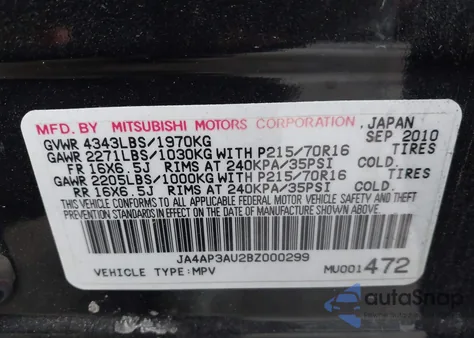 MFD. BY MITSUBISHI MOTORS CORPORATION, JAPAN
GVWR 4343LBS/1970KG SEP 2010
GAWR 2271LBS/1030KG WITH P215/70R16
FR 16X6.5J RIMS AT 240KPA/35PSI COLD.
GAWR 2205LBS/1000KG WITH P215/70R16
RR 16X6.5J RIMS AT 240KPA/35PSI COLD.
THIS VEHICLE CONFORMS TO ALL APPLICABLE FEDERAL MOTOR VEHICLE SAFETY AND
THEFT PREVENTION STANDARDS IN EFFECT ON THE DATE OF MANUFACTURE SHOWN ABOVE.
JA4AP3AU2BZ000299
VEHICLE TYPE:MPV MU001472
autoSnap